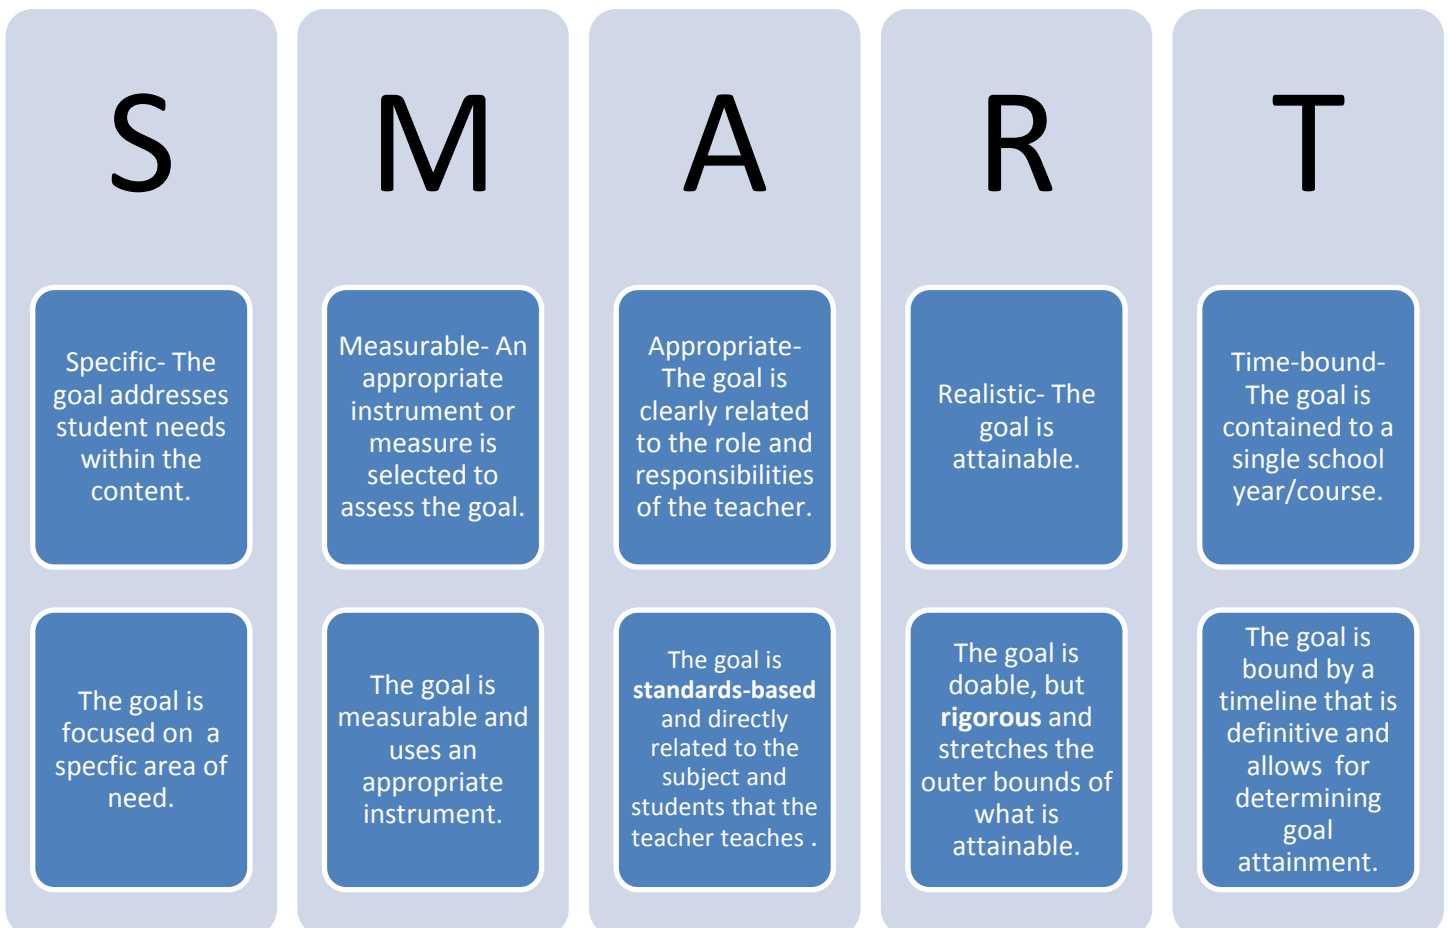 S
M
A
R
T
Specific- The
goal addresses
student needs
within the
content.
Measurable- An
appropriate
instrument or
measure is
selected to
assess the goal.
Appropriate-
The goal is
clearly related
to the role and
responsibilities
of the teacher.
Realistic- The
goal is
attainable.
Time-bound-
The goal is
contained to a
single school
year/course.
The goal is
focused on  a
specfic area of
need.
The goal is
measurable and
uses an
appropriate
instrument.
The goal is
standards-based
and directly
related to the
subject and
students that the
teacher teaches .
The goal is
doable, but
rigorous and
stretches the
outer bounds of
what is
attainable.
The goal is
bound by a
timeline that is
definitive and
allows  for
determining
goal
attainment.